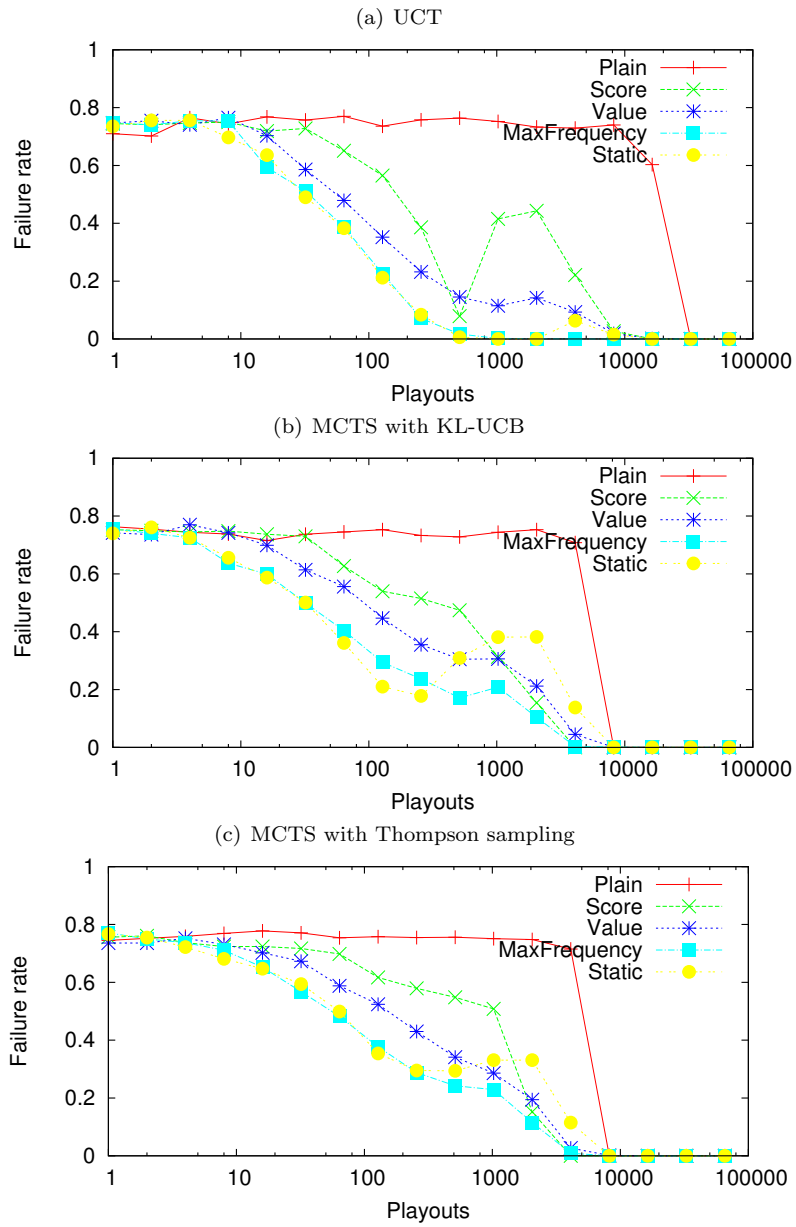 (a) UCT
1
0.8
0.6
0.4
0.2
0
Failure rate
Plain
Score
Value
MaxFrequency
Static
1 10 100 1000 10000 100000
Playouts
(b) MCTS with KL-UCB
1
0.8
0.6
0.4
0.2
0
Failure rate
Plain
Score
Value
MaxFrequency
Static
1 10 100 1000 10000 100000
Playouts
(c) MCTS with Thompson sampling
1
0.8
0.6
0.4
0.2
0
Failure rate
Plain
Score
Value
MaxFrequency
Static
1 10 100 1000 10000 100000
Playouts